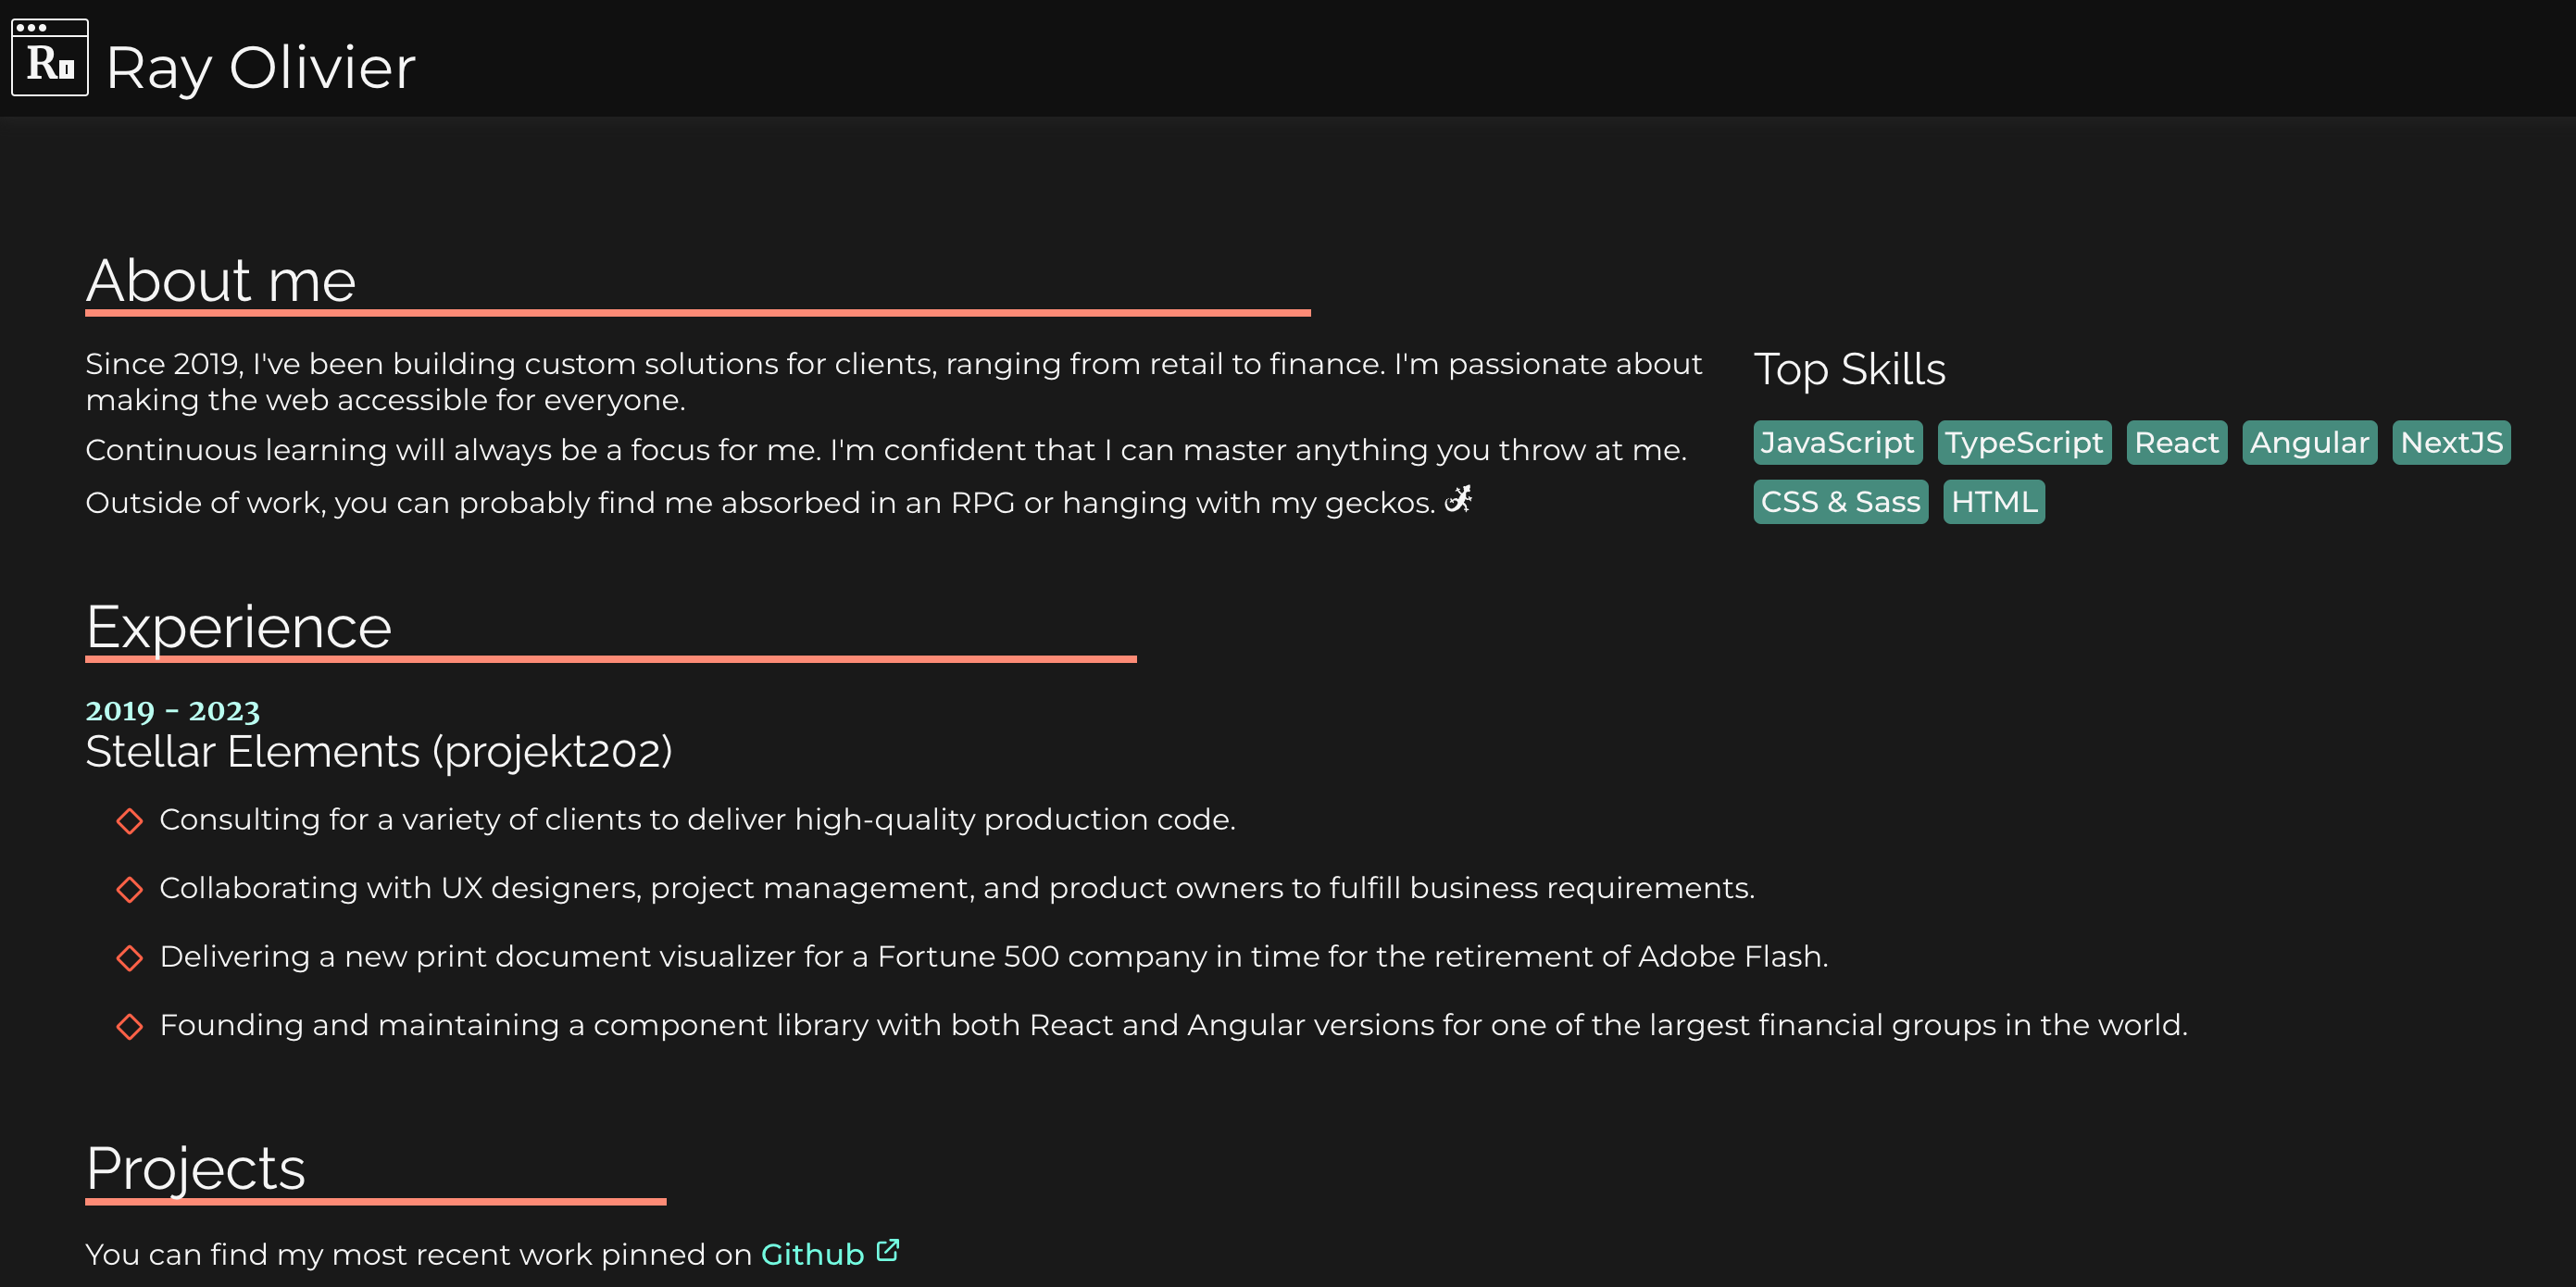 R
Ray Olivier
About me
Since 2019, I've been building custom solutions for clients, ranging from retail to finance. I'm passionate about
making the web accessible for everyone.
Continuous learning will always be a focus for me. I'm confident that I can master anything you throw at me.
Outside of work, you can probably find me absorbed in an RPG or hanging with my geckos.
Top Skills
JavaScript TypeScript React Angular NextJS
CSS & Sass HTML
Experience
2019 - 2023
Stellar Elements (projekt202)
Consulting for a variety of clients to deliver high-quality production code.
Collaborating with UX designers, project management, and product owners to fulfill business requirements.
Delivering a new print document visualizer for a Fortune 500 company in time for the retirement of Adobe Flash.
Founding and maintaining a component library with both React and Angular versions for one of the largest financial groups in the world.
Projects
You can find my most recent work pinned on Github